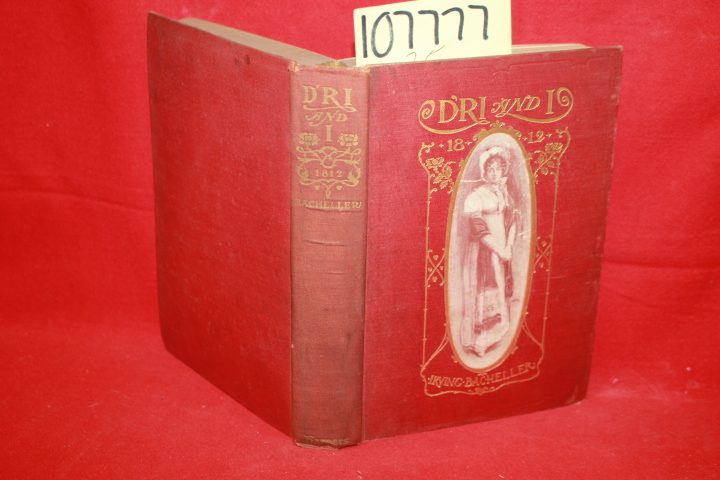 107777
D'RI
AND
I
1812
BACHELLER
D'RI AND I
18 12
IRVING · BACHELLER